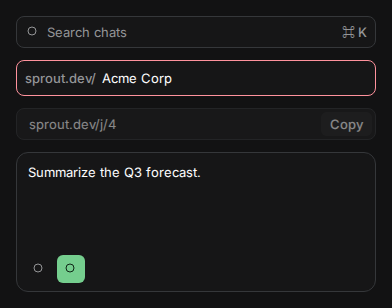 Search chats ⌘ K
sprout.dev/ Acme Corp
sprout.dev/j/4 Copy
Summarize the Q3 forecast.